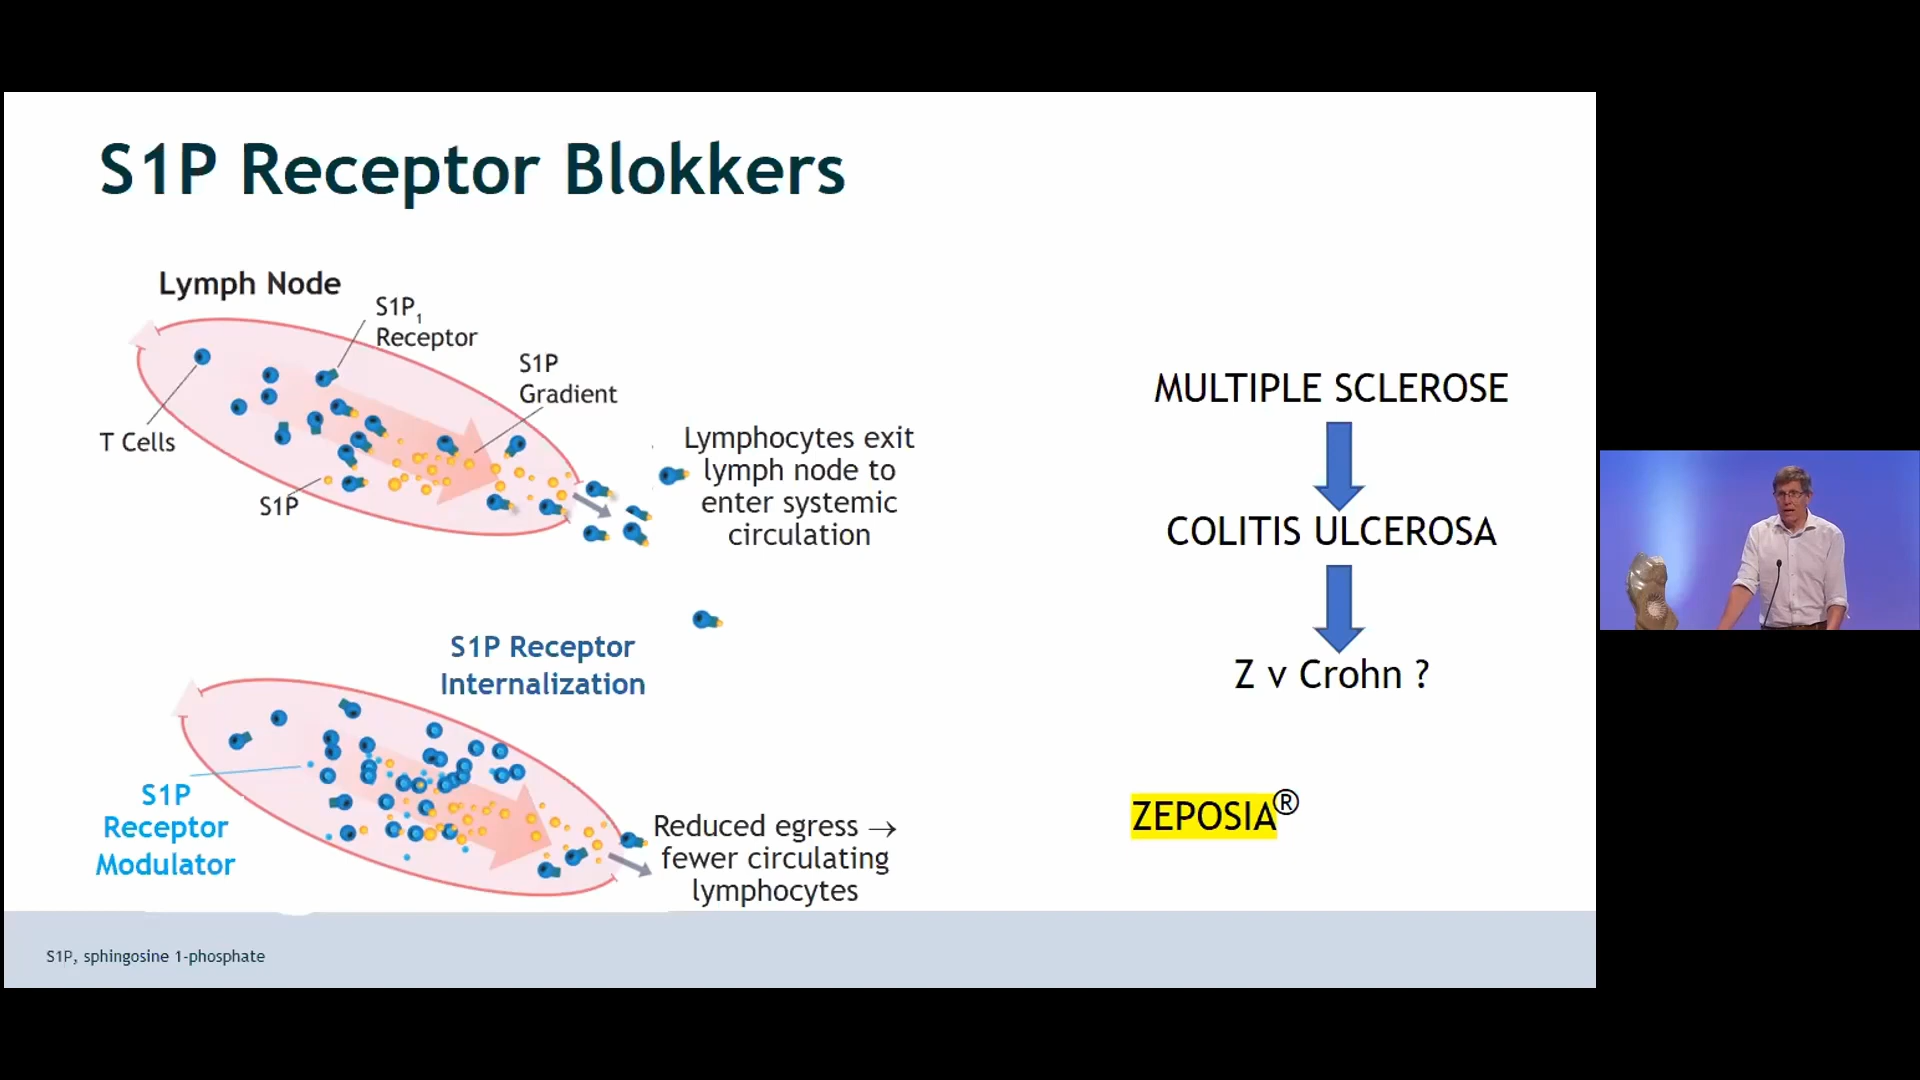 S1P Receptor Blokkers
Lymph Node
S1P1
Receptor
S1P
Gradient
T Cells
S1P
Lymphocytes exit
lymph node to
enter systemic
circulation
S1P Receptor
Internalization
S1P
Receptor
Modulator
Reduced egress →
fewer circulating
lymphocytes
MULTIPLE SCLEROSE
COLITIS ULCEROSA
Z v Crohn ?
ZEPOSIA®
S1P, sphingosine 1-phosphate